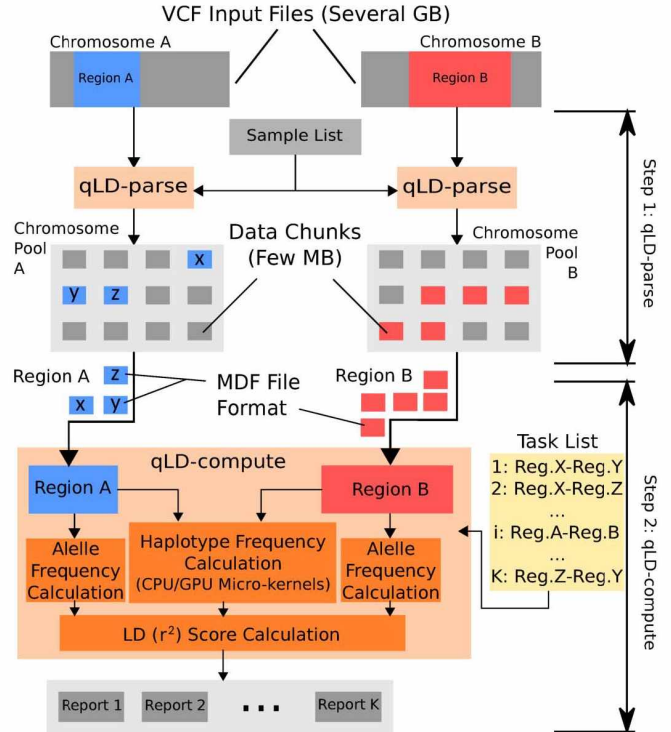 VCF Input Files (Several GB)
Chromosome A
Chromosome B
Region A
Region B
Sample List
qLD-parse
qLD-parse
Step 1: qLD-parse
Chromosome
Pool
A
Data Chunks
(Few MB)
Chromosome
Pool
B
x
y z
Region A
z
x y
MDF File
Format
Region B
Task List
1: Reg.X-Reg.Y
2: Reg.X-Reg.Z
...
i: Reg.A-Reg.B
...
K: Reg.Z-Reg.Y
Step 2: qLD-compute
qLD-compute
Region A
Region B
Alelle
Frequency
Calculation
Haplotype Frequency
Calculation
(CPU/GPU Micro-kernels)
Alelle
Frequency
Calculation
LD (r²) Score Calculation
Report 1 Report 2 ... Report K